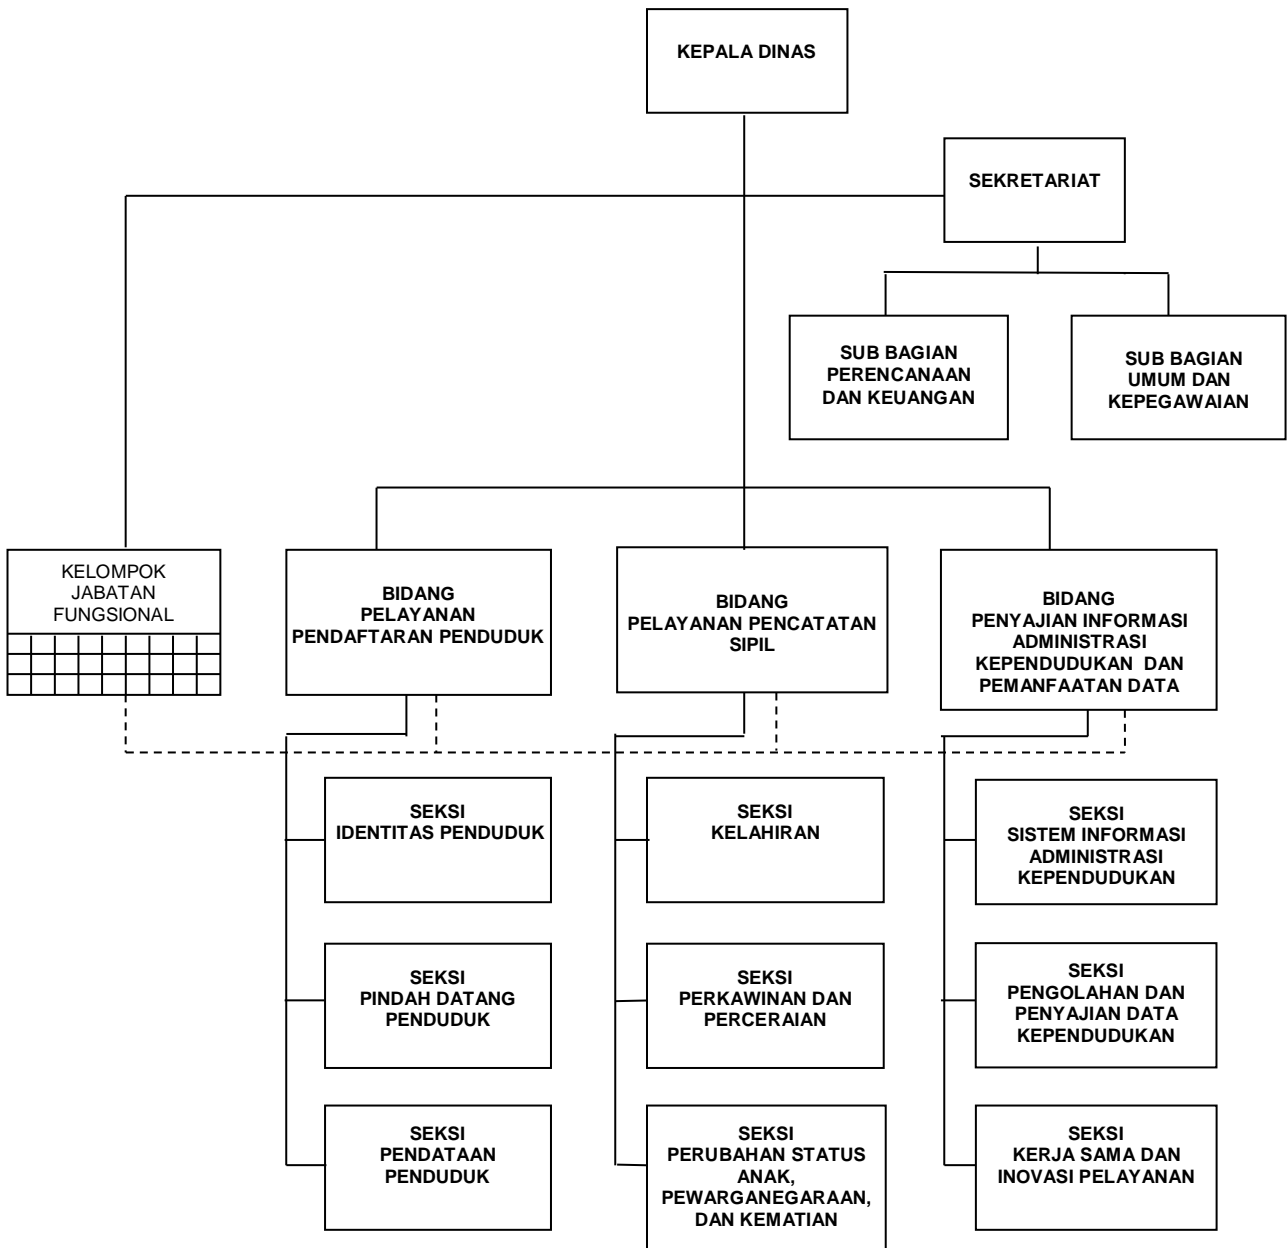 KEPALA DINAS
SEKRETARIAT
SUB BAGIAN
PERENCANAAN
DAN KEUANGAN
SUB BAGIAN
UMUM DAN
KEPEGAWAIAN
KELOMPOK
JABATAN
FUNGSIONAL
BIDANG
PELAYANAN
PENDAFTARAN PENDUDUK
BIDANG
PELAYANAN PENCATATAN
SIPIL
BIDANG
PENYAJIAN INFORMASI
ADMINISTRASI
KEPENDUDUKAN DAN
PEMANFAATAN DATA
SEKSI
IDENTITAS PENDUDUK
SEKSI
KELAHIRAN
SEKSI
SISTEM INFORMASI
ADMINISTRASI
KEPENDUDUKAN
SEKSI
PINDAH DATANG
PENDUDUK
SEKSI
PERKAWINAN DAN
PERCERAIAN
SEKSI
PENGOLAHAN DAN
PENYAJIAN DATA
KEPENDUDUKAN
SEKSI
PENDATAAN
PENDUDUK
SEKSI
PERUBAHAN STATUS
ANAK,
PEWARGANEGARAAN,
DAN KEMATIAN
SEKSI
KERJA SAMA DAN
INOVASI PELAYANAN